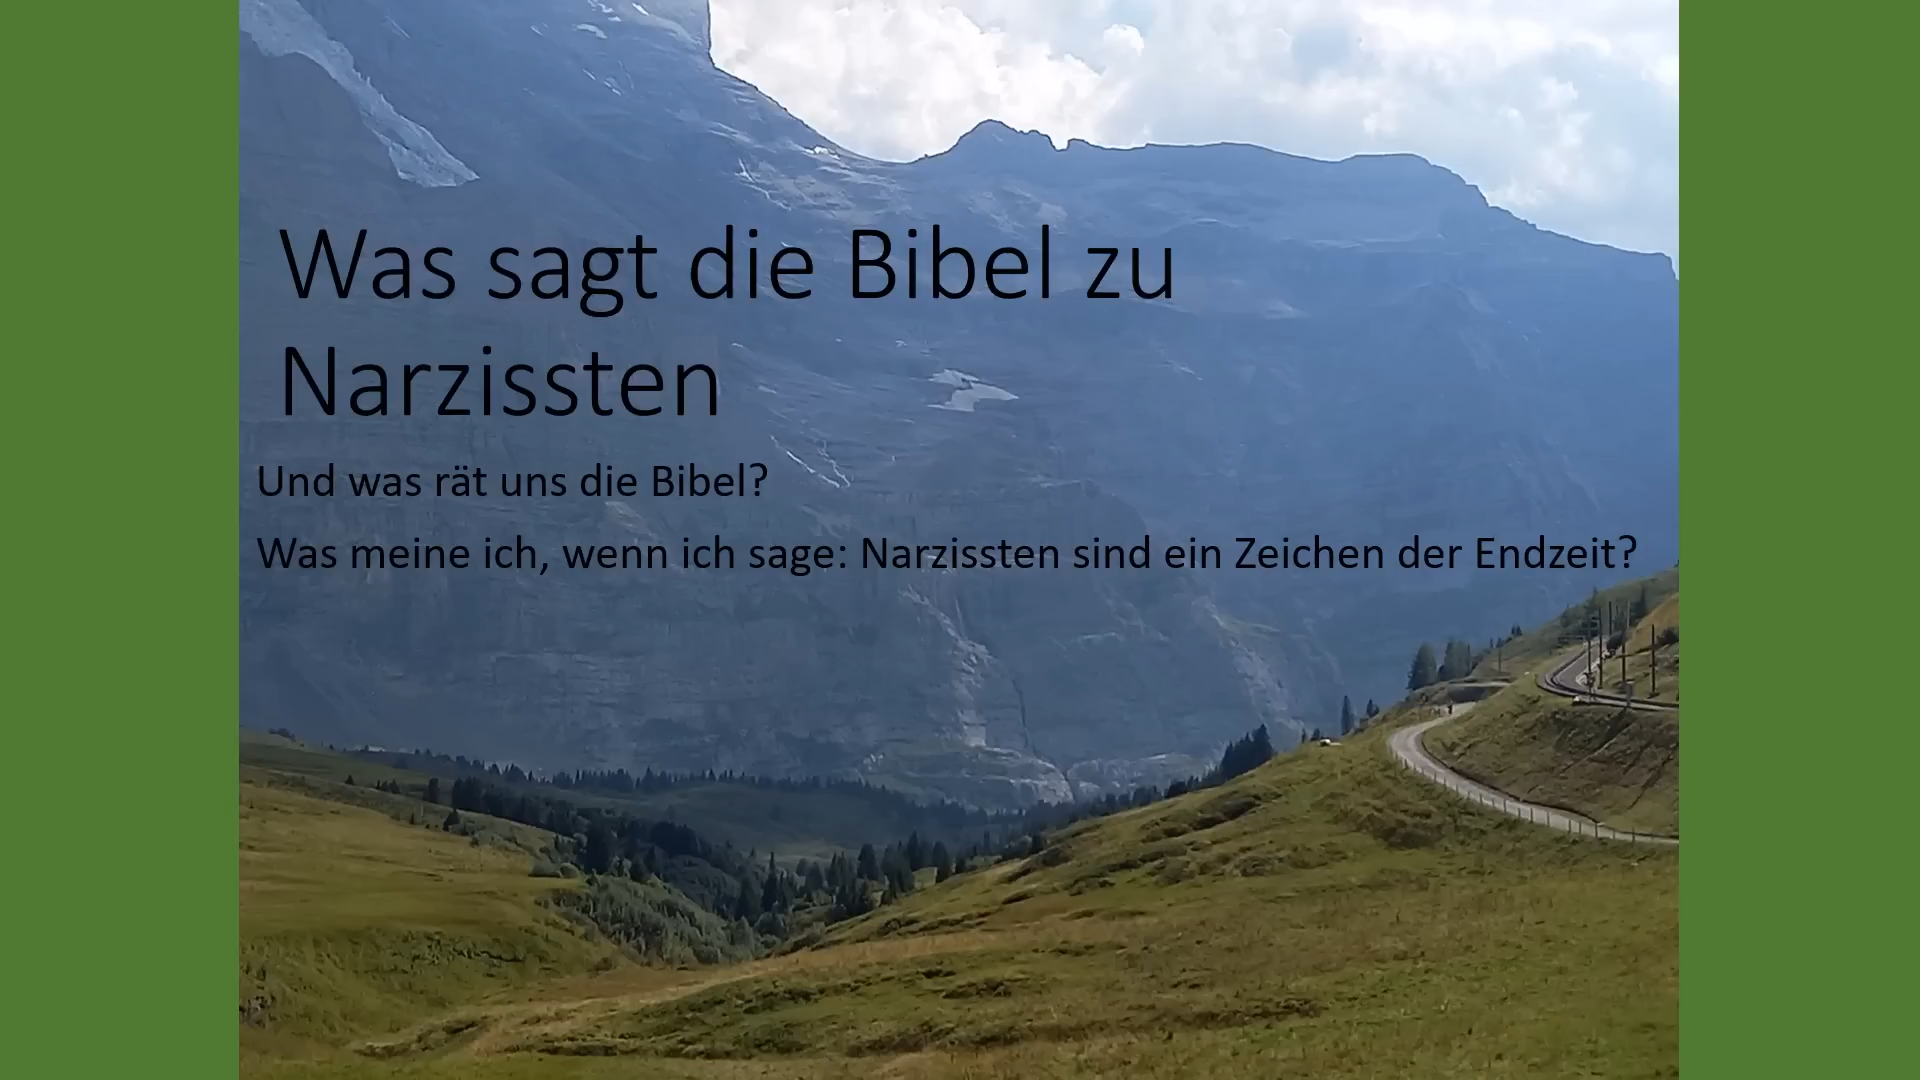 Was sagt die Bibel zu
Narzissten
Und was rät uns die Bibel?
Was meine ich, wenn ich sage: Narzissten sind ein Zeichen der Endzeit?